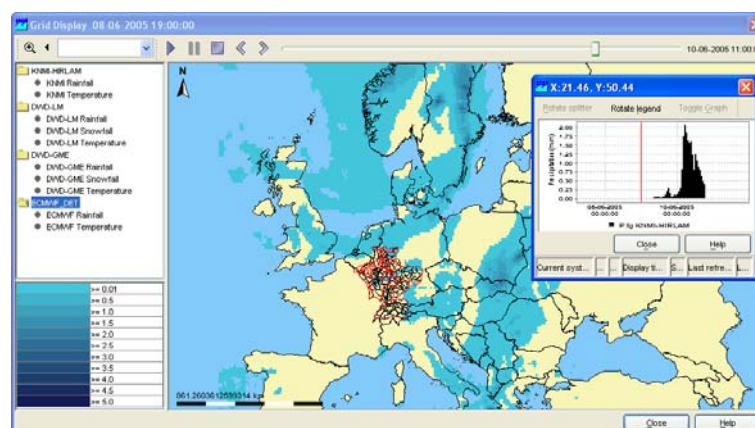 Grid Display 08-06-2005 19:00:00
10-06-2005 11:00:0
KNMI-HIRLAM
KNMI Rainfall
KNMI Temperature
DWD-LM
DWD-LM Rainfall
DWD-LM Snowfall
DWD-LM Temperature
DWD-GME
DWD-GME Rainfall
DWD-GME Snowfall
DWD-GME Temperature
ECMWF_DET
ECMWF Rainfall
ECMWF Temperature
>= 0.01
>= 0.5
>= 1.0
>= 1.5
>= 2.0
>= 2.5
>= 3.0
>= 3.5
>= 4.0
>= 4.5
>= 5.0
N
X:21.46, Y:50.44
Rotate splitter Rotate legend Toggle Graph
Precipitation (mm)
2.00
1.75
1.50
1.25
1.00
0.75
0.50
0.25
0.00
08-06-2005 10-06-2005
00:00:00 00:00:00
KNMI-HIRLAM
Close Help
Current syst... ... ... Display ti... S... Last refre... L...
Close Help